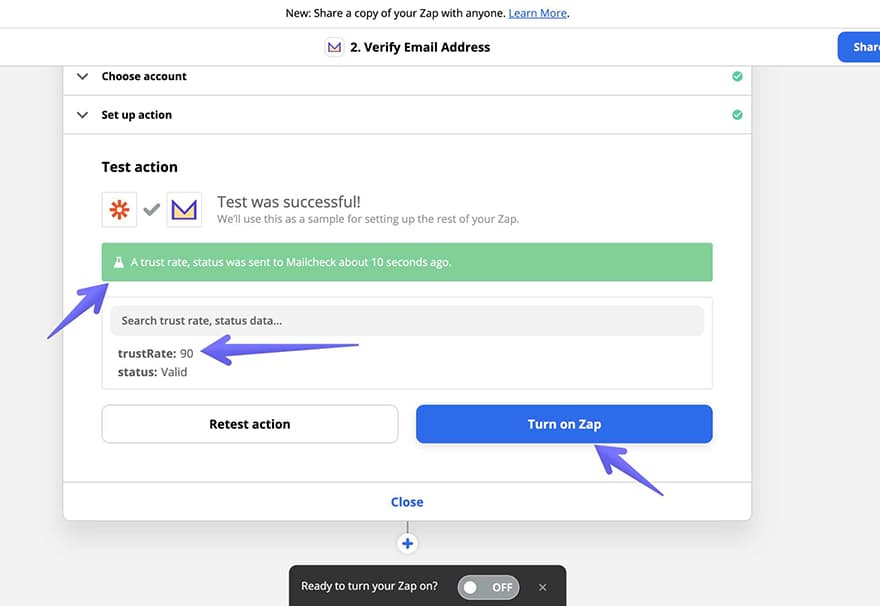 New: Share a copy of your Zap with anyone. Learn More.
2. Verify Email Address
Share
Choose account
Set up action
Test action
Test was successful!
We'll use this as a sample for setting up the rest of your Zap.
A trust rate, status was sent to Mailcheck about 10 seconds ago.
Search trust rate, status data...
trustRate: 90
status: Valid
Retest action
Turn on Zap
Close
Ready to turn your Zap on?
OFF